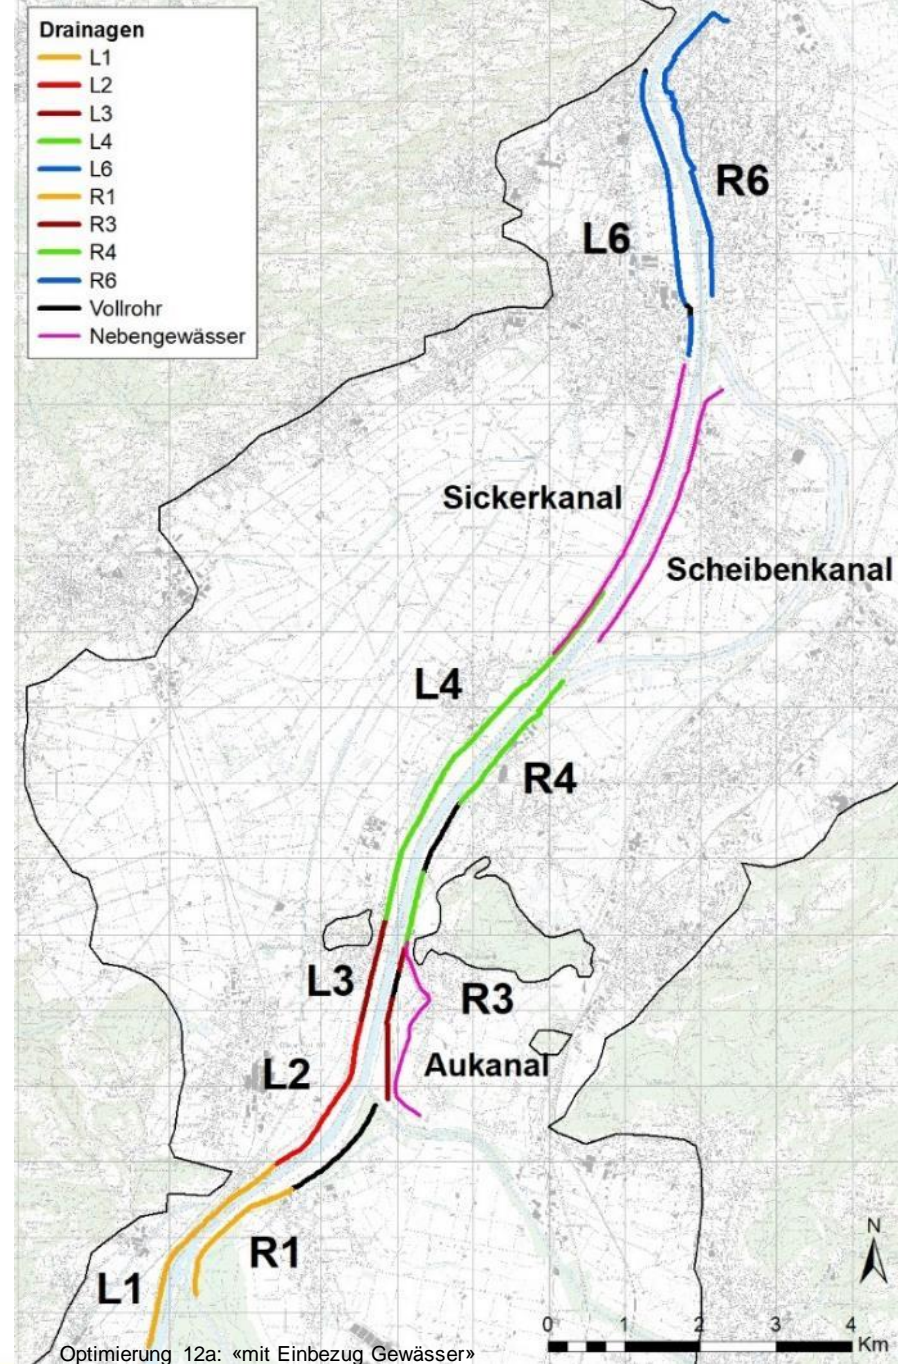 Drainagen
L1
L2
L3
L4
L6
R1
R3
R4
R6
Vollrohr
Nebengewässer
R6
L6
Sickerkanal
Scheibenkanal
L4
R4
L3
R3
Aukanal
L2
R1
L1
N
0 1 2 3 4
Km
Optimierung 12a: «mit Einbezug Gewässer»